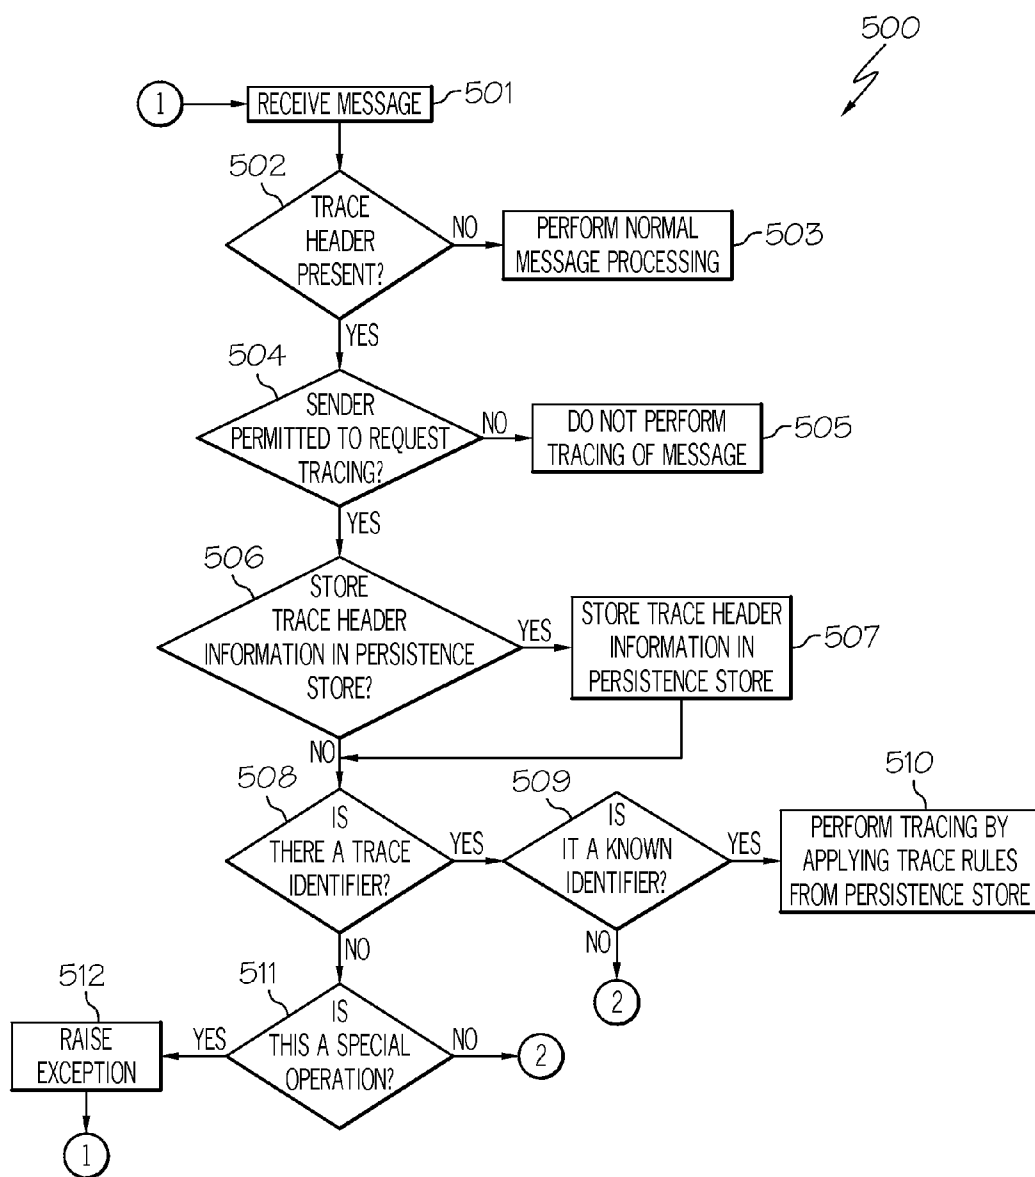 500
1
RECEIVE MESSAGE
501
502
TRACE
HEADER
PRESENT?
NO
PERFORM NORMAL
MESSAGE PROCESSING
503
YES
504
SENDER
PERMITTED TO REQUEST
TRACING?
NO
DO NOT PERFORM
TRACING OF MESSAGE
505
YES
506
STORE
TRACE HEADER
INFORMATION IN PERSISTENCE
STORE?
YES
STORE TRACE HEADER
INFORMATION IN
PERSISTENCE STORE
507
NO
508
IS
THERE A TRACE
IDENTIFIER?
YES
509
IS
IT A KNOWN
IDENTIFIER?
YES
510
PERFORM TRACING BY
APPLYING TRACE RULES
FROM PERSISTENCE STORE
NO
2
NO
511
IS
THIS A SPECIAL
OPERATION?
NO
2
YES
512
RAISE
EXCEPTION
1